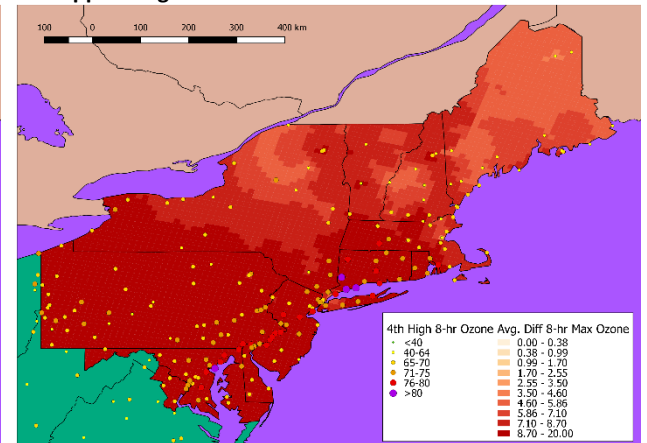 100 0 100 200 300 400 km
4th High 8-hr Ozone Avg. Diff 8-hr Max Ozone
<40 0.00 - 0.38
40-64 0.38 - 0.99
65-70 0.99 - 1.70
71-75 1.70 - 2.55
76-80 2.55 - 3.50
>80 3.50 - 4.60
4.60 - 5.86
5.86 - 7.10
7.10 - 8.70
8.70 - 20.00